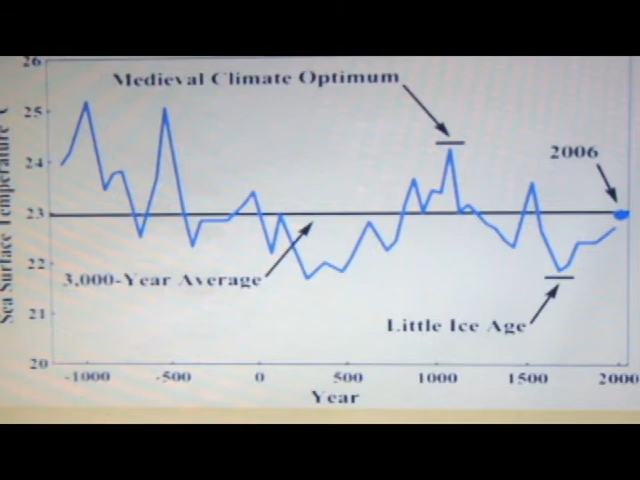 26
Medieval Climate Optimum
25
24
2006
23
3,000-Year Average
22
Little Ice Age
21
20
-1000 -500 0 500 1000 1500 2000
Year
Sea Surface Temperature °C